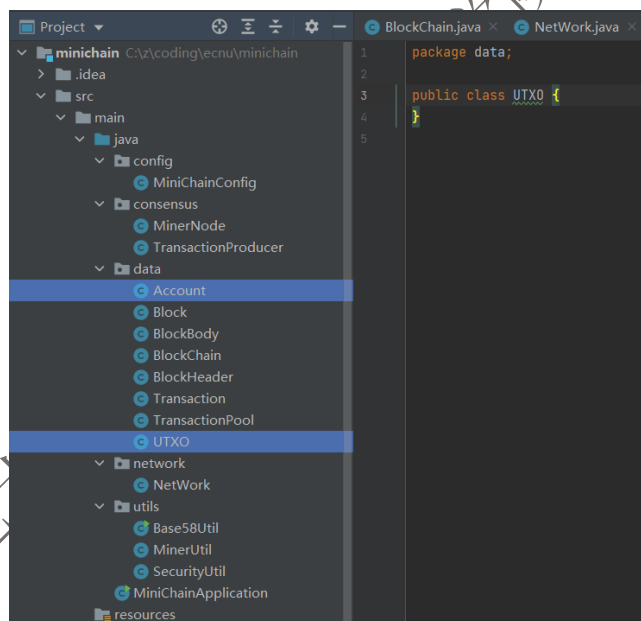 Project
minichain C:\z\coding\ecnu\minichain
.idea
src
main
java
config
MiniChainConfig
consensus
MinerNode
TransactionProducer
data
Account
Block
BlockBody
BlockChain
BlockHeader
Transaction
TransactionPool
UTXO
network
NetWork
utils
Base58Util
MinerUtil
SecurityUtil
MiniChainApplication
resources
BlockChain.java × NetWork.java ×
1 package data;
2
3 public class UTXO {
4 }
5